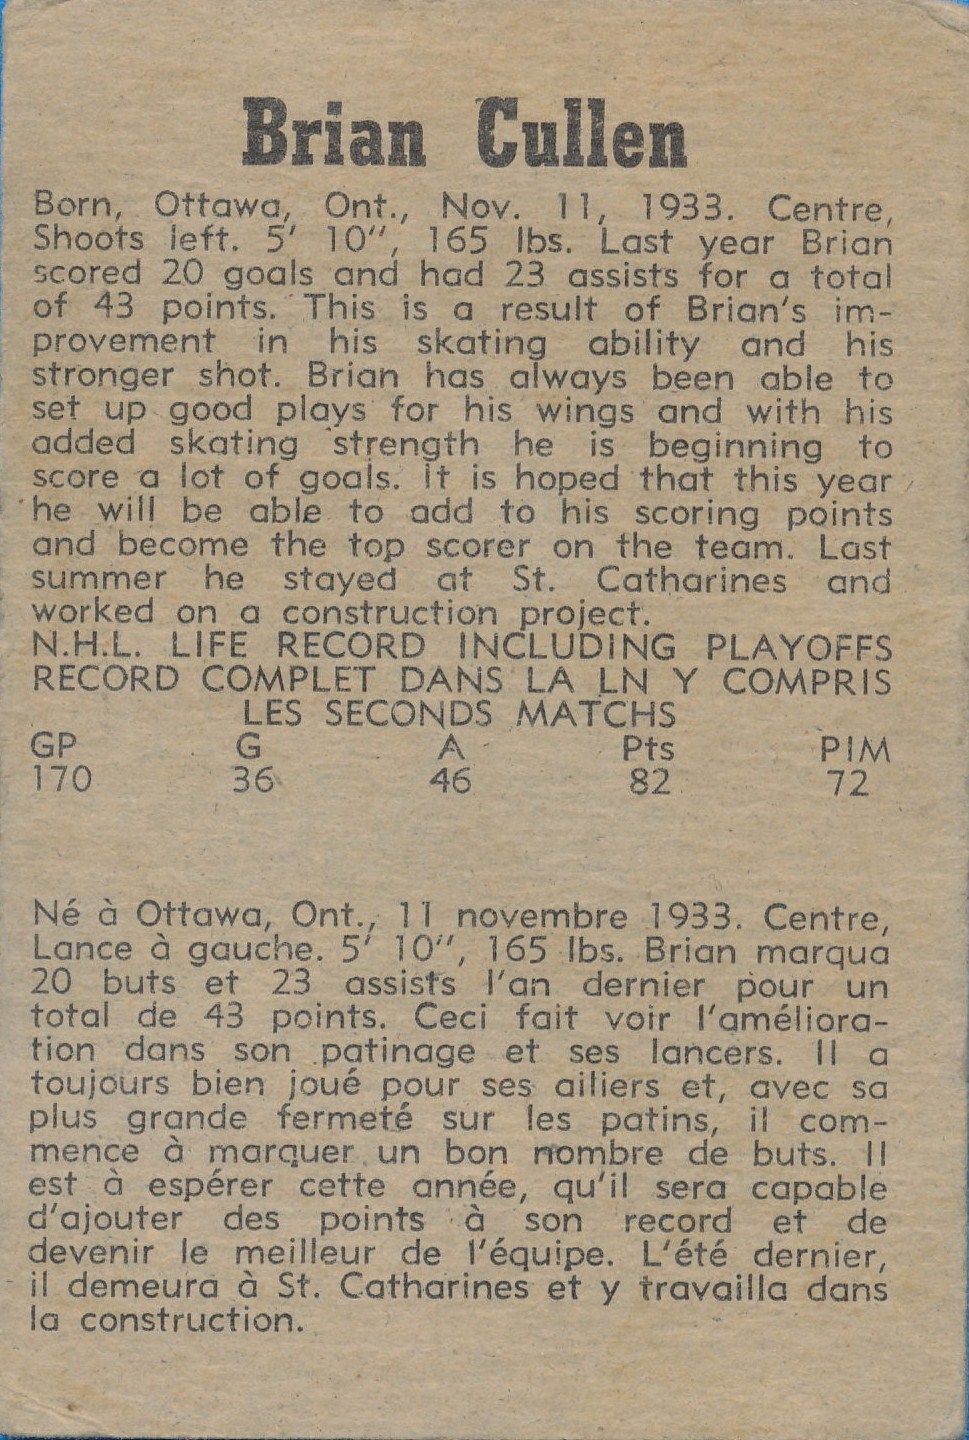 Brian Cullen
Born, Ottawa, Ont., Nov. 11, 1933. Centre,
Shoots left. 5' 10", 165 lbs. Last year Brian
scored 20 goals and had 23 assists for a total
of 43 points. This is a result of Brian's im-
provement in his skating ability and his
stronger shot. Brian has always been able to
set up good plays for his wings and with his
added skating strength he is beginning to
score a lot of goals. It is hoped that this year
he will be able to add to his scoring points
and become the top scorer on the team. Last
summer he stayed at St. Catharines and
worked on a construction project.
N.H.L. LIFE RECORD INCLUDING PLAYOFFS
RECORD COMPLET DANS LA LN Y COMPRIS
LES SECONDS MATCHS
GP G A Pts PIM
170 36 46 82 72
Né à Ottawa, Ont., 11 novembre 1933. Centre,
Lance à gauche. 5' 10", 165 lbs. Brian marqua
20 buts et 23 assists l'an dernier pour un
total de 43 points. Ceci fait voir l'améliora-
tion dans son patinage et ses lancers. Il a
toujours bien joué pour ses ailiers et, avec sa
plus grande fermeté sur les patins, il com-
mence à marquer un bon nombre de buts. Il
est à espérer cette année, qu'il sera capable
d'ajouter des points à son record et de
devenir le meilleur de l'équipe. L'été dernier,
il demeura à St. Catharines et y travailla dans
la construction.